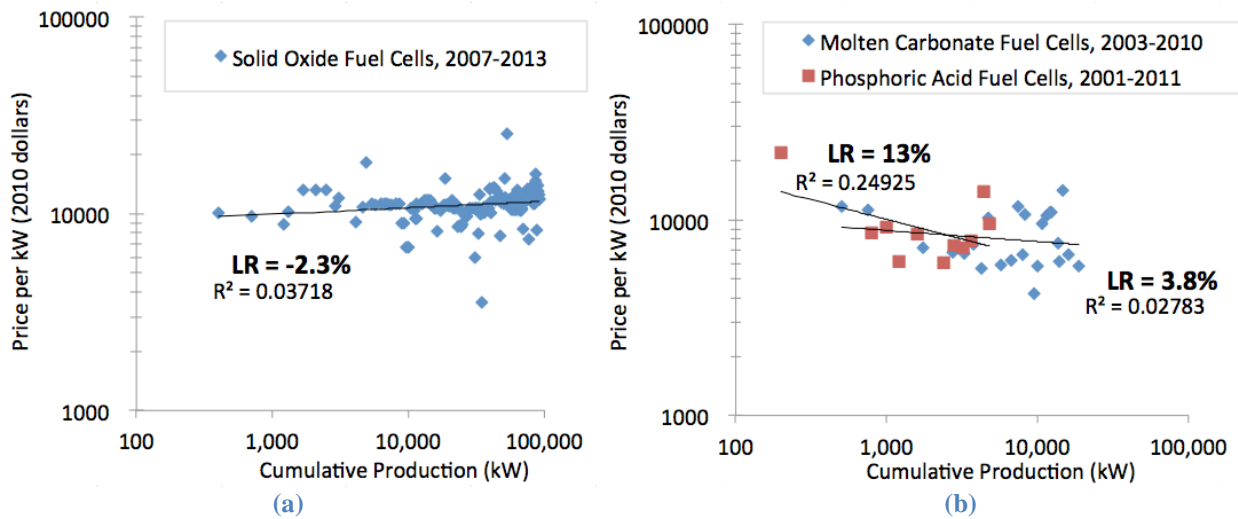 100000
10000
1000
Price per kW (2010 dollars)
Solid Oxide Fuel Cells, 2007-2013
LR = -2.3%
R² = 0.03718
100
1,000
10,000
100,000
Cumulative Production (kW)
(a)
100000
10000
1000
Price per kW (2010 dollars)
Molten Carbonate Fuel Cells, 2003-2010
Phosphoric Acid Fuel Cells, 2001-2011
LR = 13%
R² = 0.24925
LR = 3.8%
R² = 0.02783
100
1,000
10,000
100,000
Cumulative Production (kW)
(b)